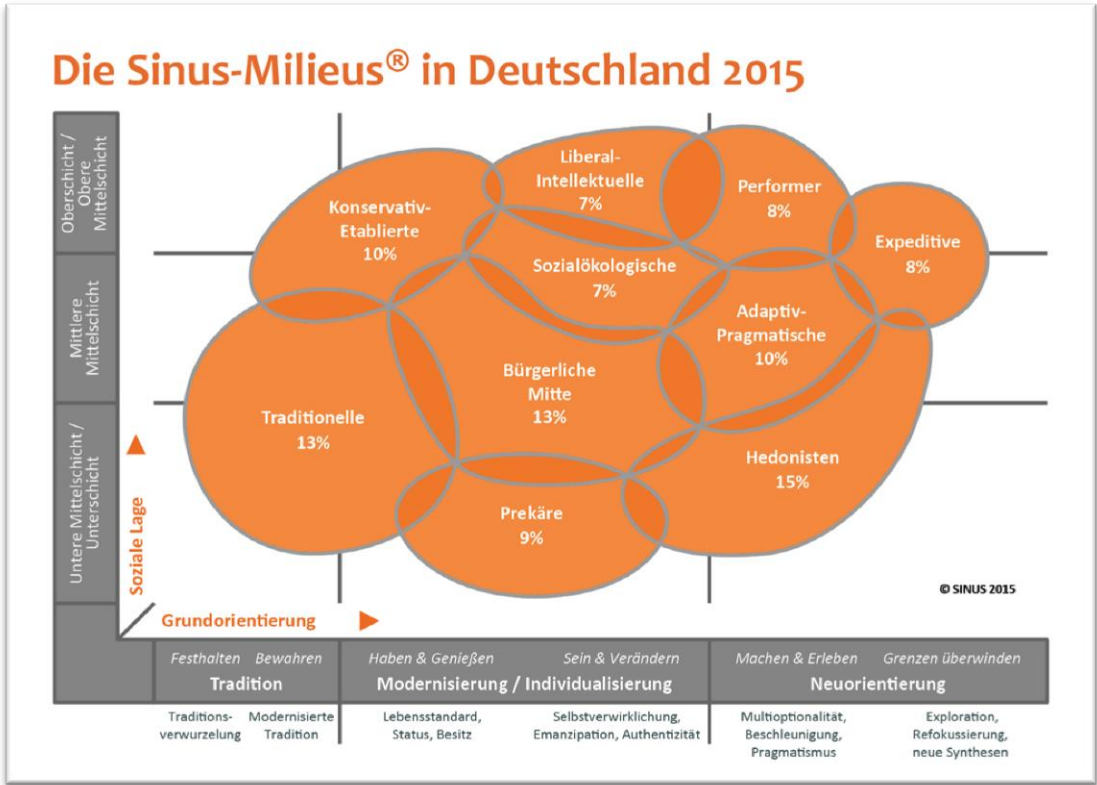 Die Sinus-Milieus® in Deutschland 2015
Oberschicht /
Obere
Mittelschicht
Mittlere
Mittelschicht
Untere Mittelschicht /
Unterschicht
Soziale Lage
Liberal-
Intellektuelle
7%
Performer
8%
Konservativ-
Etablierte
10%
Expeditive
8%
Sozialökologische
7%
Adaptiv-
Pragmatische
10%
Bürgerliche
Mitte
13%
Traditionelle
13%
Hedonisten
15%
Prekäre
9%
© SINUS 2015
Grundorientierung
Festhalten Bewahren
Tradition
Haben & Genießen Sein & Verändern
Modernisierung / Individualisierung
Machen & Erleben Grenzen überwinden
Neuorientierung
Traditions-
verwurzelung
Modernisierte
Tradition
Lebensstandard,
Status, Besitz
Selbstverwirklichung,
Emanzipation, Authentizität
Multioptionalität,
Beschleunigung,
Pragmatismus
Exploration,
Refokussierung,
neue Synthesen